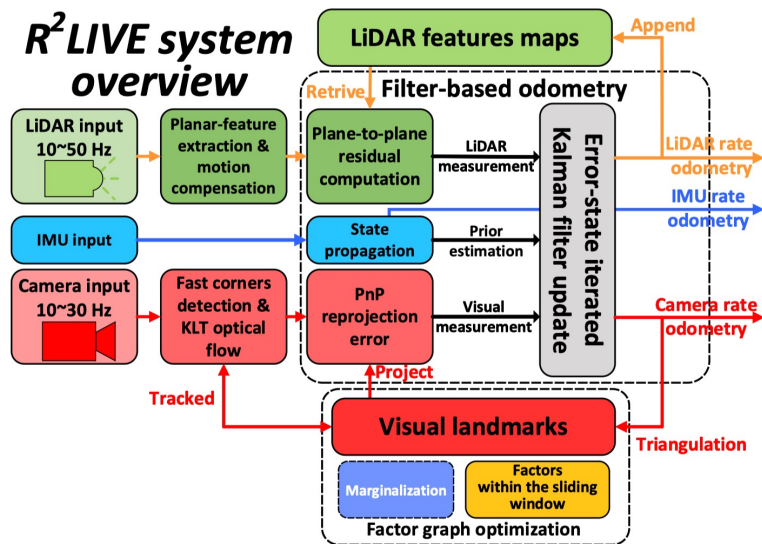 R²LIVE system
overview
LiDAR features maps
Append
Retrive
Filter-based odometry
LiDAR input
10~50 Hz
Planar-feature
extraction &
motion
compensation
Plane-to-plane
residual
computation
LiDAR
measurement
Error-state iterated
Kalman filter update
LiDAR rate
odometry
IMU rate
odometry
IMU input
State
propagation
Prior
estimation
Camera input
10~30 Hz
Fast corners
detection &
KLT optical
flow
PnP
reprojection
error
Visual
measurement
Camera rate
odometry
Project
Tracked
Visual landmarks
Triangulation
Marginalization
Factors
within the sliding
window
Factor graph optimization